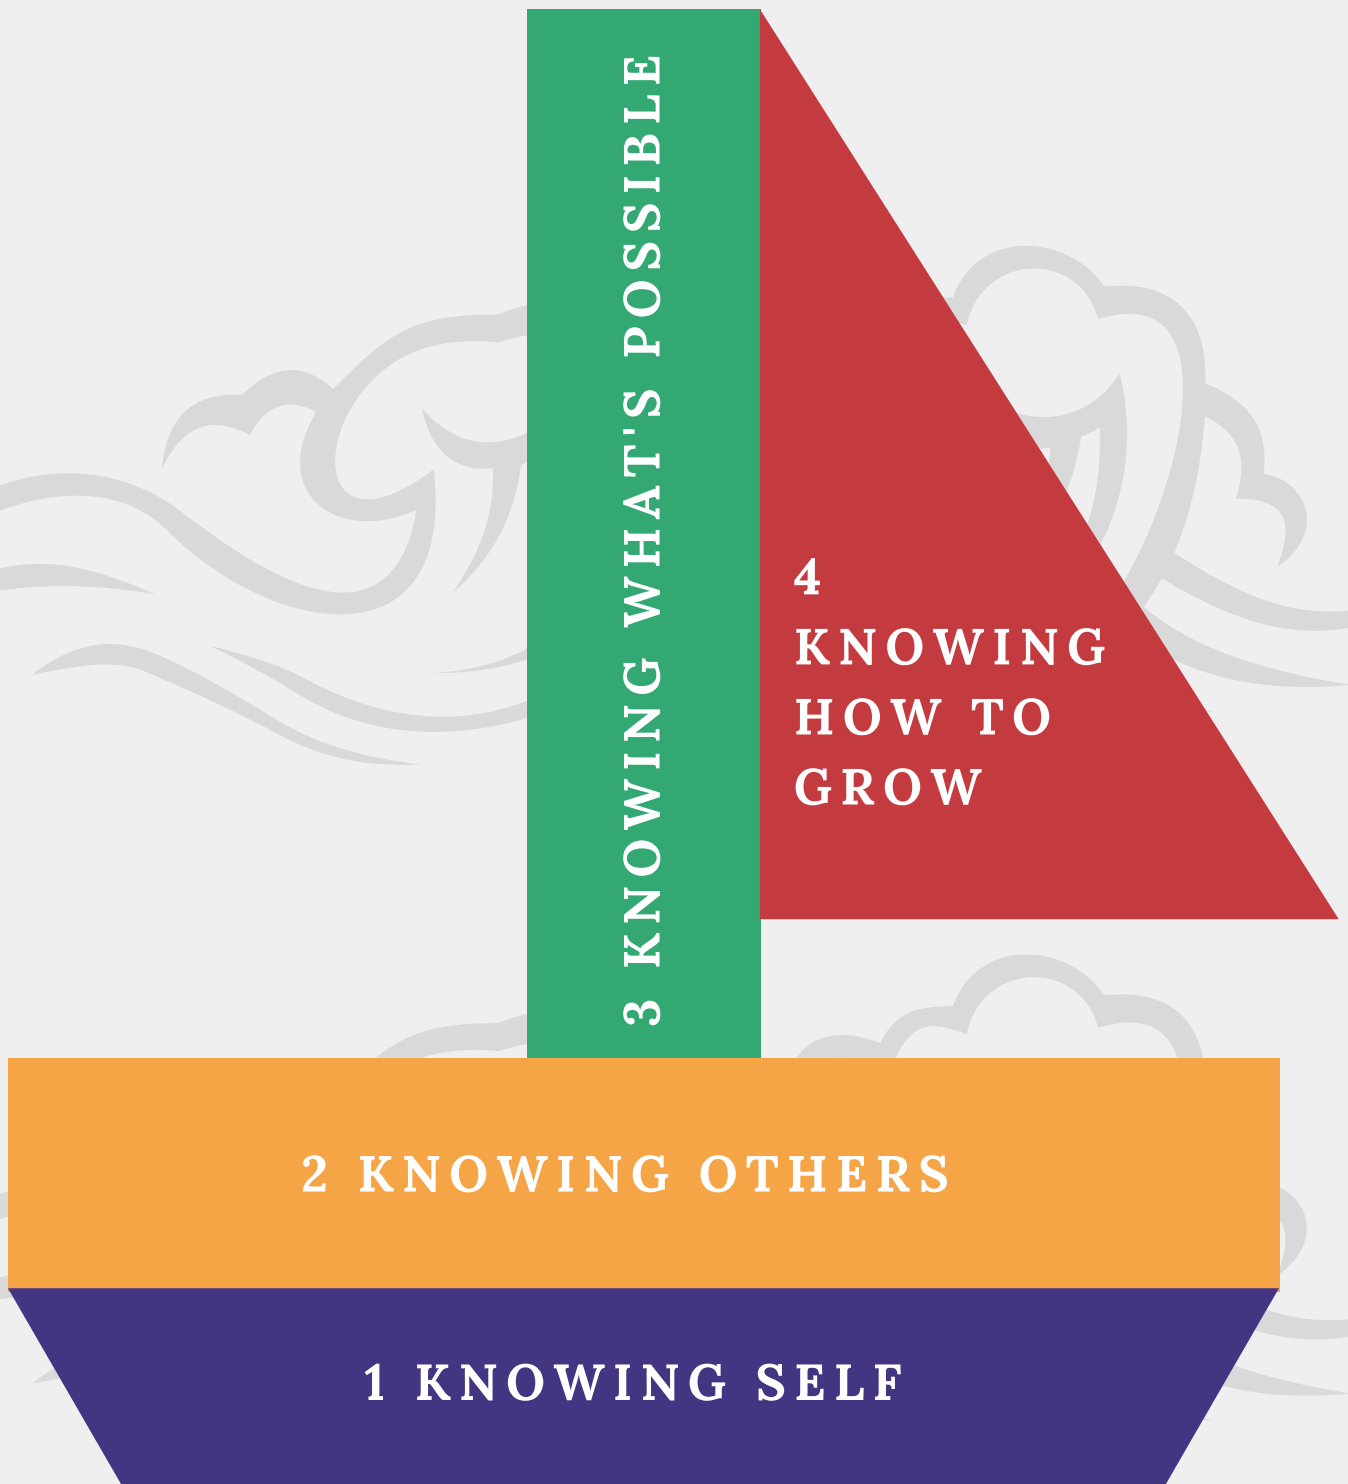 3 KNOWING WHAT'S POSSIBLE
4
KNOWING
HOW TO
GROW
2 KNOWING OTHERS
1 KNOWING SELF